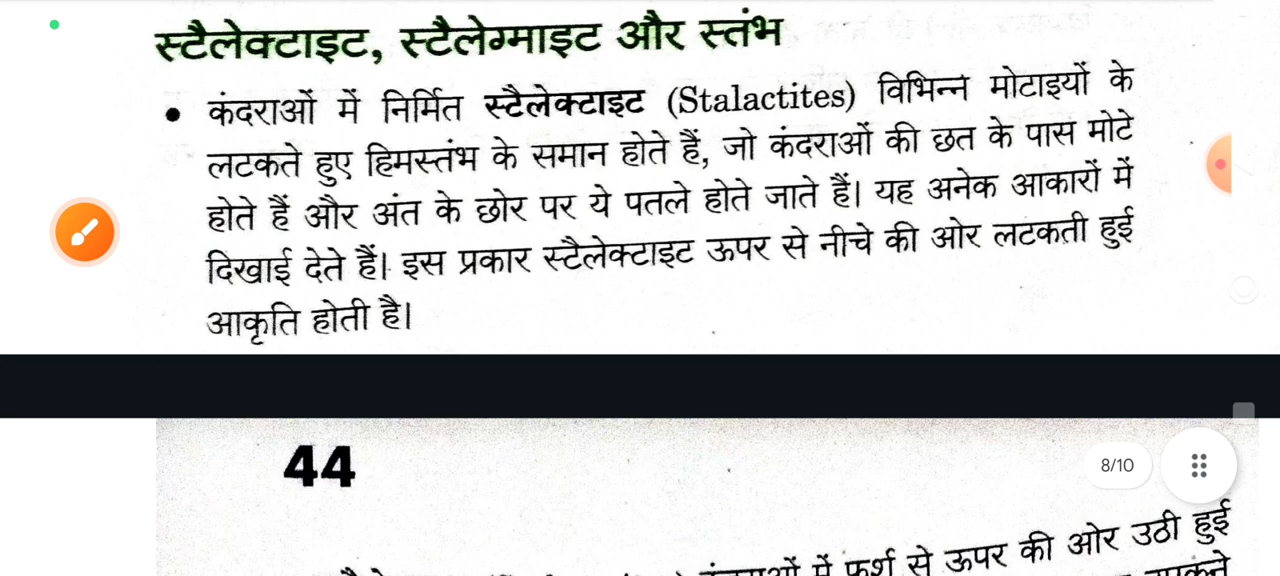 स्टैलेक्टाइट, स्टैलेग्माइट और स्तंभ
• कंदराओं में निर्मित स्टैलेक्टाइट (Stalactites) विभिन्न मोटाइयों के
लटकते हुए हिमस्तंभ के समान होते हैं, जो कंदराओं की छत के पास मोटे
होते हैं और अंत के छोर पर ये पतले होते जाते हैं। यह अनेक आकारों में
दिखाई देते हैं। इस प्रकार स्टैलेक्टाइट ऊपर से नीचे की ओर लटकती हुई
आकृति होती है।
44
8/10
में फर्श से ऊपर की ओर उठी हुई